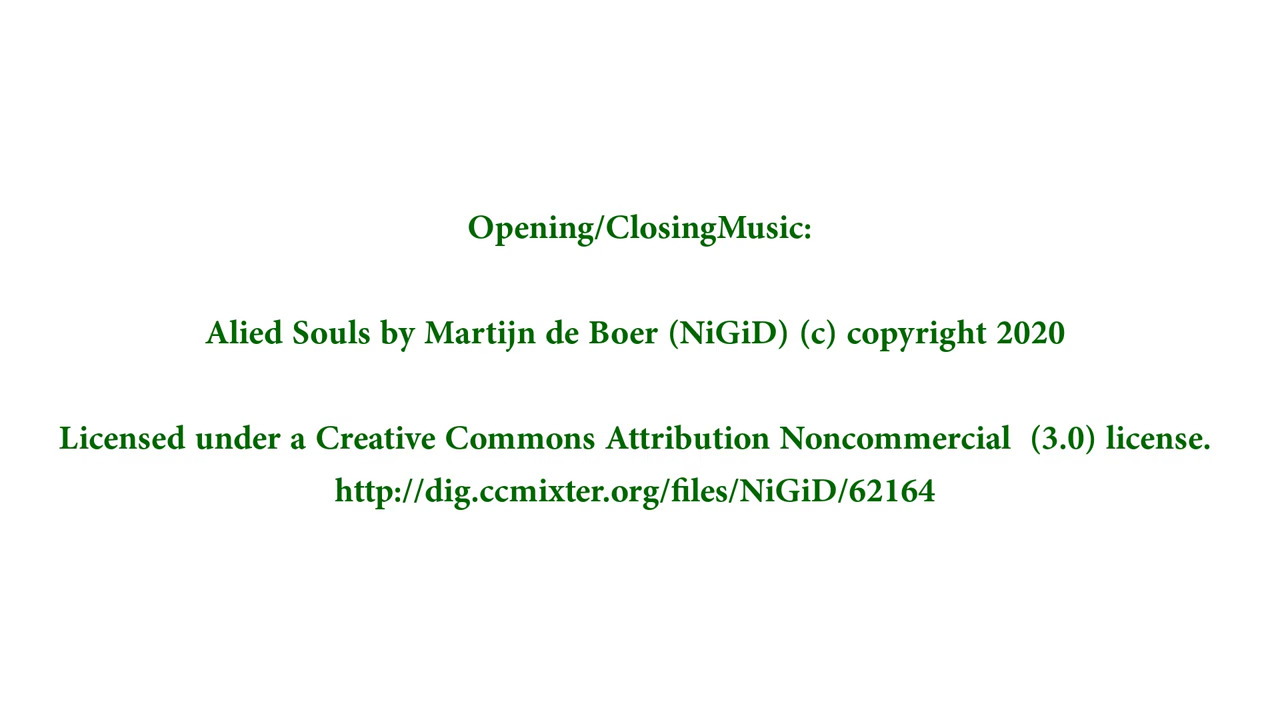 Opening/ClosingMusic:
Alied Souls by Martijn de Boer (NiGiD) (c) copyright 2020
Licensed under a Creative Commons Attribution Noncommercial  (3.0) license.
http://dig.ccmixter.org/files/NiGiD/62164